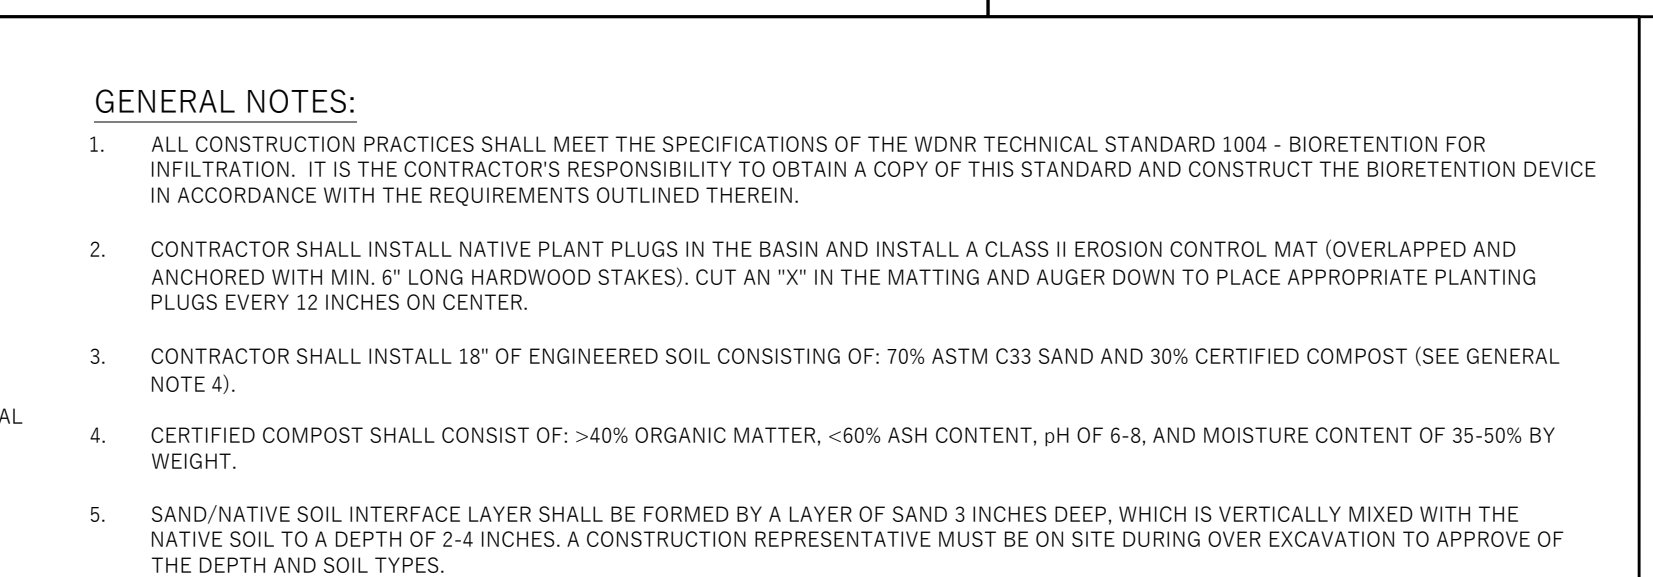 GENERAL NOTES:
1. ALL CONSTRUCTION PRACTICES SHALL MEET THE SPECIFICATIONS OF THE WDNR TECHNICAL STANDARD 1004 - BIORETENTION FOR
INFILTRATION. IT IS THE CONTRACTOR'S RESPONSIBILITY TO OBTAIN A COPY OF THIS STANDARD AND CONSTRUCT THE BIORETENTION DEVICE
IN ACCORDANCE WITH THE REQUIREMENTS OUTLINED THEREIN.
2. CONTRACTOR SHALL INSTALL NATIVE PLANT PLUGS IN THE BASIN AND INSTALL A CLASS II EROSION CONTROL MAT (OVERLAPPED AND
ANCHORED WITH MIN. 6" LONG HARDWOOD STAKES). CUT AN "X" IN THE MATTING AND AUGER DOWN TO PLACE APPROPRIATE PLANTING
PLUGS EVERY 12 INCHES ON CENTER.
3. CONTRACTOR SHALL INSTALL 18" OF ENGINEERED SOIL CONSISTING OF: 70% ASTM C33 SAND AND 30% CERTIFIED COMPOST (SEE GENERAL
NOTE 4).
AL
4. CERTIFIED COMPOST SHALL CONSIST OF: >40% ORGANIC MATTER, <60% ASH CONTENT, pH OF 6-8, AND MOISTURE CONTENT OF 35-50% BY
WEIGHT.
5. SAND/NATIVE SOIL INTERFACE LAYER SHALL BE FORMED BY A LAYER OF SAND 3 INCHES DEEP, WHICH IS VERTICALLY MIXED WITH THE
NATIVE SOIL TO A DEPTH OF 2-4 INCHES. A CONSTRUCTION REPRESENTATIVE MUST BE ON SITE DURING OVER EXCAVATION TO APPROVE OF
THE DEPTH AND SOIL TYPES.